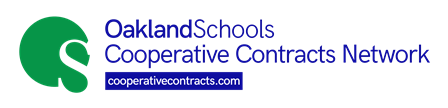 OaklandSchools
Cooperative Contracts Network
cooperativecontracts.com